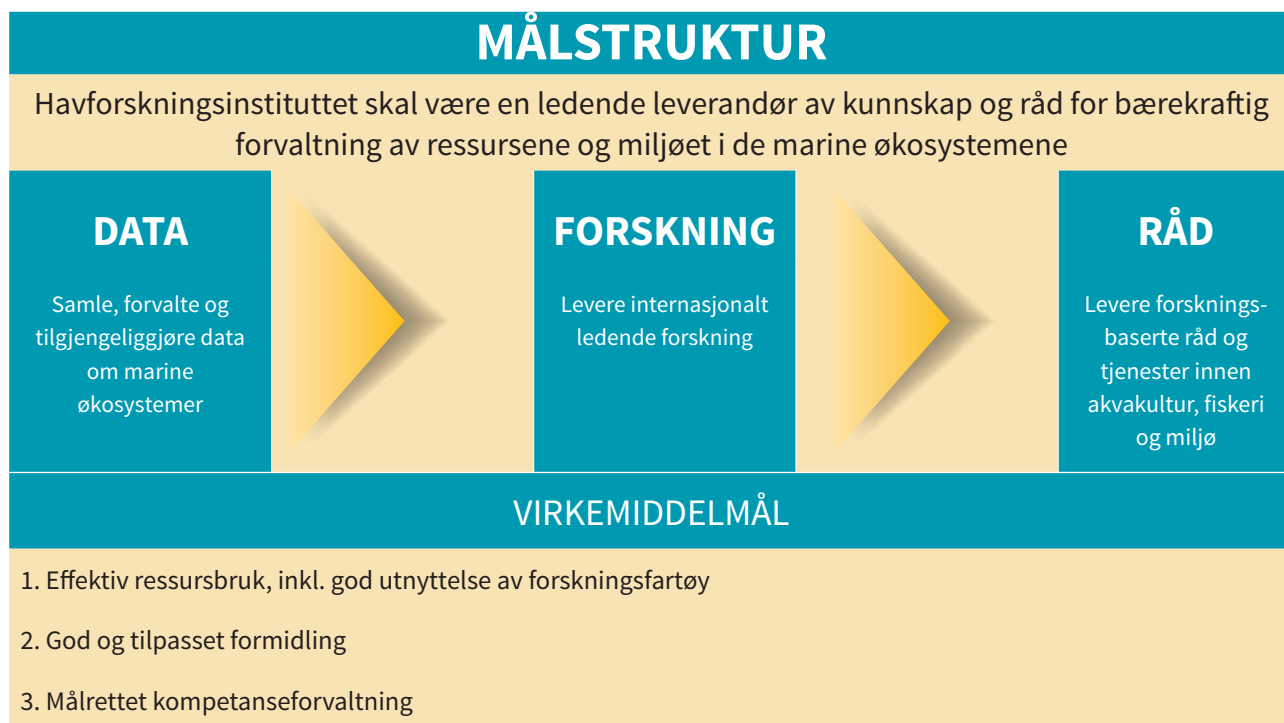 MÅLSTRUKTUR
Havforskningsinstituttet skal være en ledende leverandør av kunnskap og råd for bærekraftig
forvaltning av ressursene og miljøet i de marine økosystemene
DATA
Samle, forvalte og
tilgjengeliggjøre data
om marine
økosystemer
FORSKNING
Levere internasjonalt
ledende forskning
RÅD
Levere forsknings-
baserte råd og
tjenester innen
akvakultur, fiskeri
og miljø
VIRKEMIDDELMÅL
1. Effektiv ressursbruk, inkl. god utnyttelse av forskningsfartøy
2. God og tilpasset formidling
3. Målrettet kompetanseforvaltning